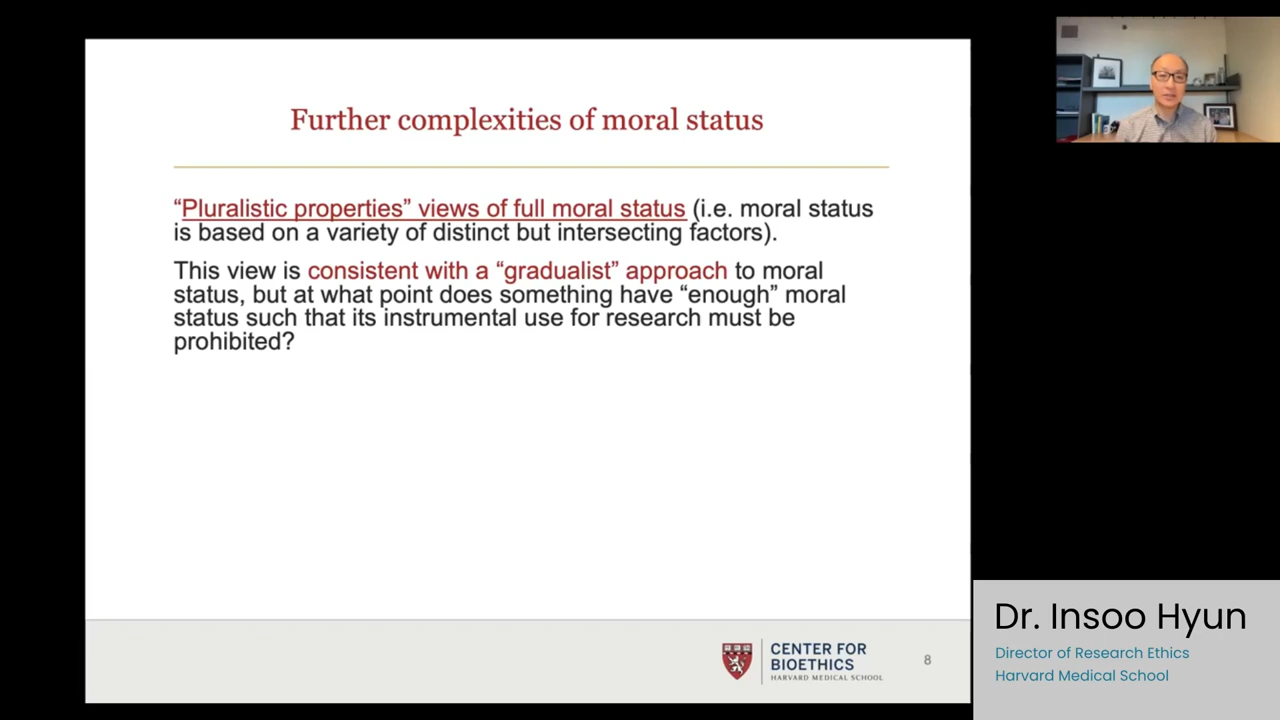 Further complexities of moral status
“Pluralistic properties” views of full moral status (i.e. moral status
is based on a variety of distinct but intersecting factors).
This view is consistent with a “gradualist” approach to moral
status, but at what point does something have “enough” moral
status such that its instrumental use for research must be
prohibited?
CENTER FOR
BIOETHICS
HARVARD MEDICAL SCHOOL
8
Dr. Insoo Hyun
Director of Research Ethics
Harvard Medical School